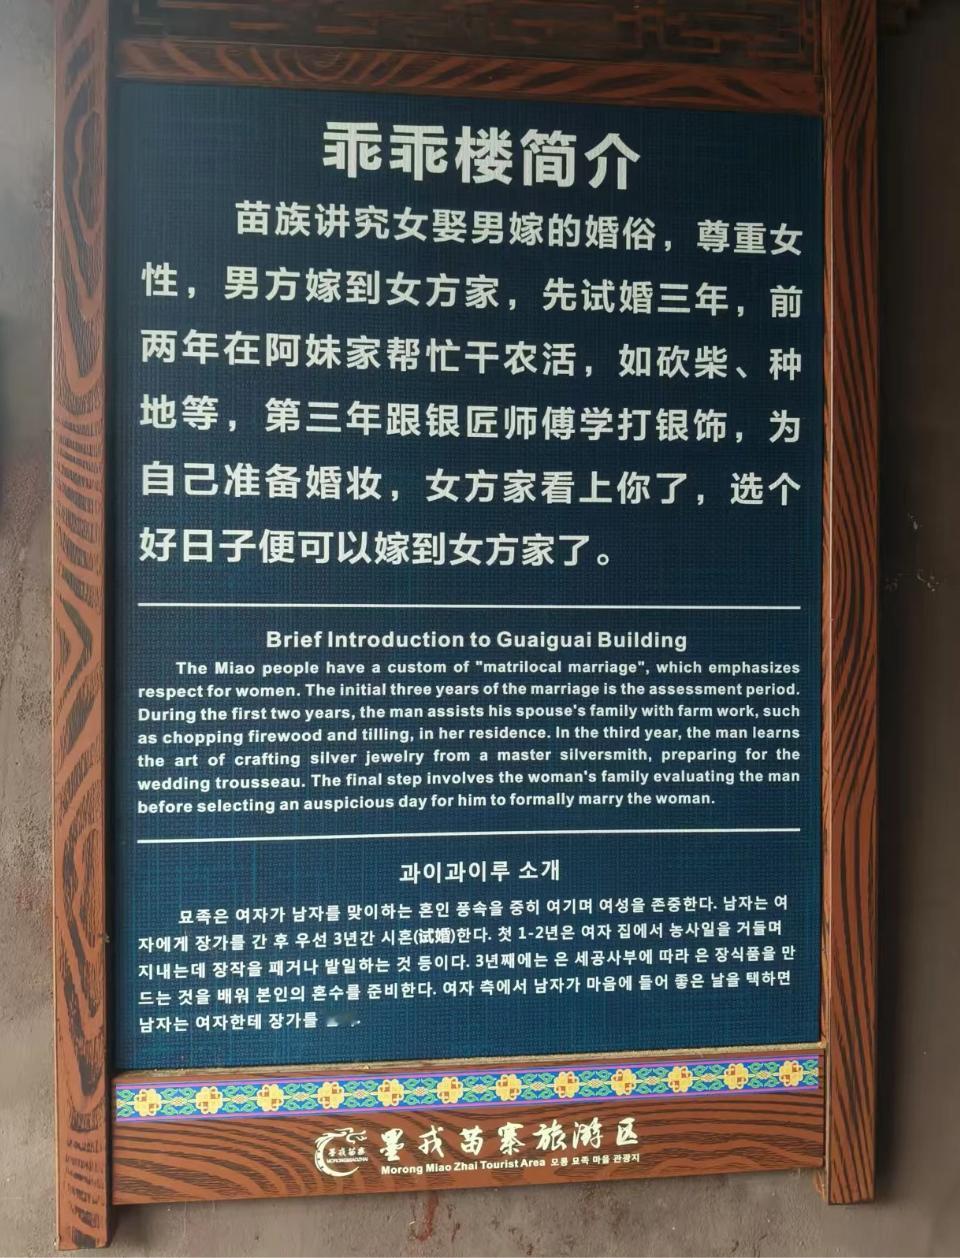 乖乖楼简介
苗族讲究女娶男嫁的婚俗，尊重女
性，男方嫁到女方家，先试婚三年，前
两年在阿妹家帮忙干农活，如砍柴、种
地等，第三年跟银匠师傅学打银饰，为
自己准备婚妆，女方家看上你了，选个
好日子便可以嫁到女方家了。
Brief Introduction to Guaiguai Building
The Miao people have a custom of "matrilocal marriage", which emphasizes
respect for women. The initial three years of the marriage is the assessment period.
During the first two years, the man assists his spouse's family with farm work, such
as chopping firewood and tilling, in her residence. In the third year, the man learns
the art of crafting silver jewelry from a master silversmith, preparing for the
wedding trousseau. The final step involves the woman's family evaluating the man
before selecting an auspicious day for him to formally marry the woman.
과이과이루 소개
묘족은 여자가 남자를 맞이하는 혼인 풍속을 중히 여기며 여성을 존중한다. 남자는 여
자에게 장가를 간 후 우선 3년간 시혼(试婚)한다. 첫 1-2년은 여자 집에서 농사일을 거들며
지내는데 장작을 패거나 밭일하는 것 등이다. 3년째에는 은 세공사부에 따라 은 장식품을 만
드는 것을 배워 본인의 혼수를 준비한다. 여자 측에서 남자가 마음에 들어 좋은 날을 택하면
남자는 여자한테 장가를
墨戎苗寨
MORONGMIAOZHAI
墨戎苗寨旅游区
Morong Miao Zhai Tourist Area 모롱 묘족 마을 관광지